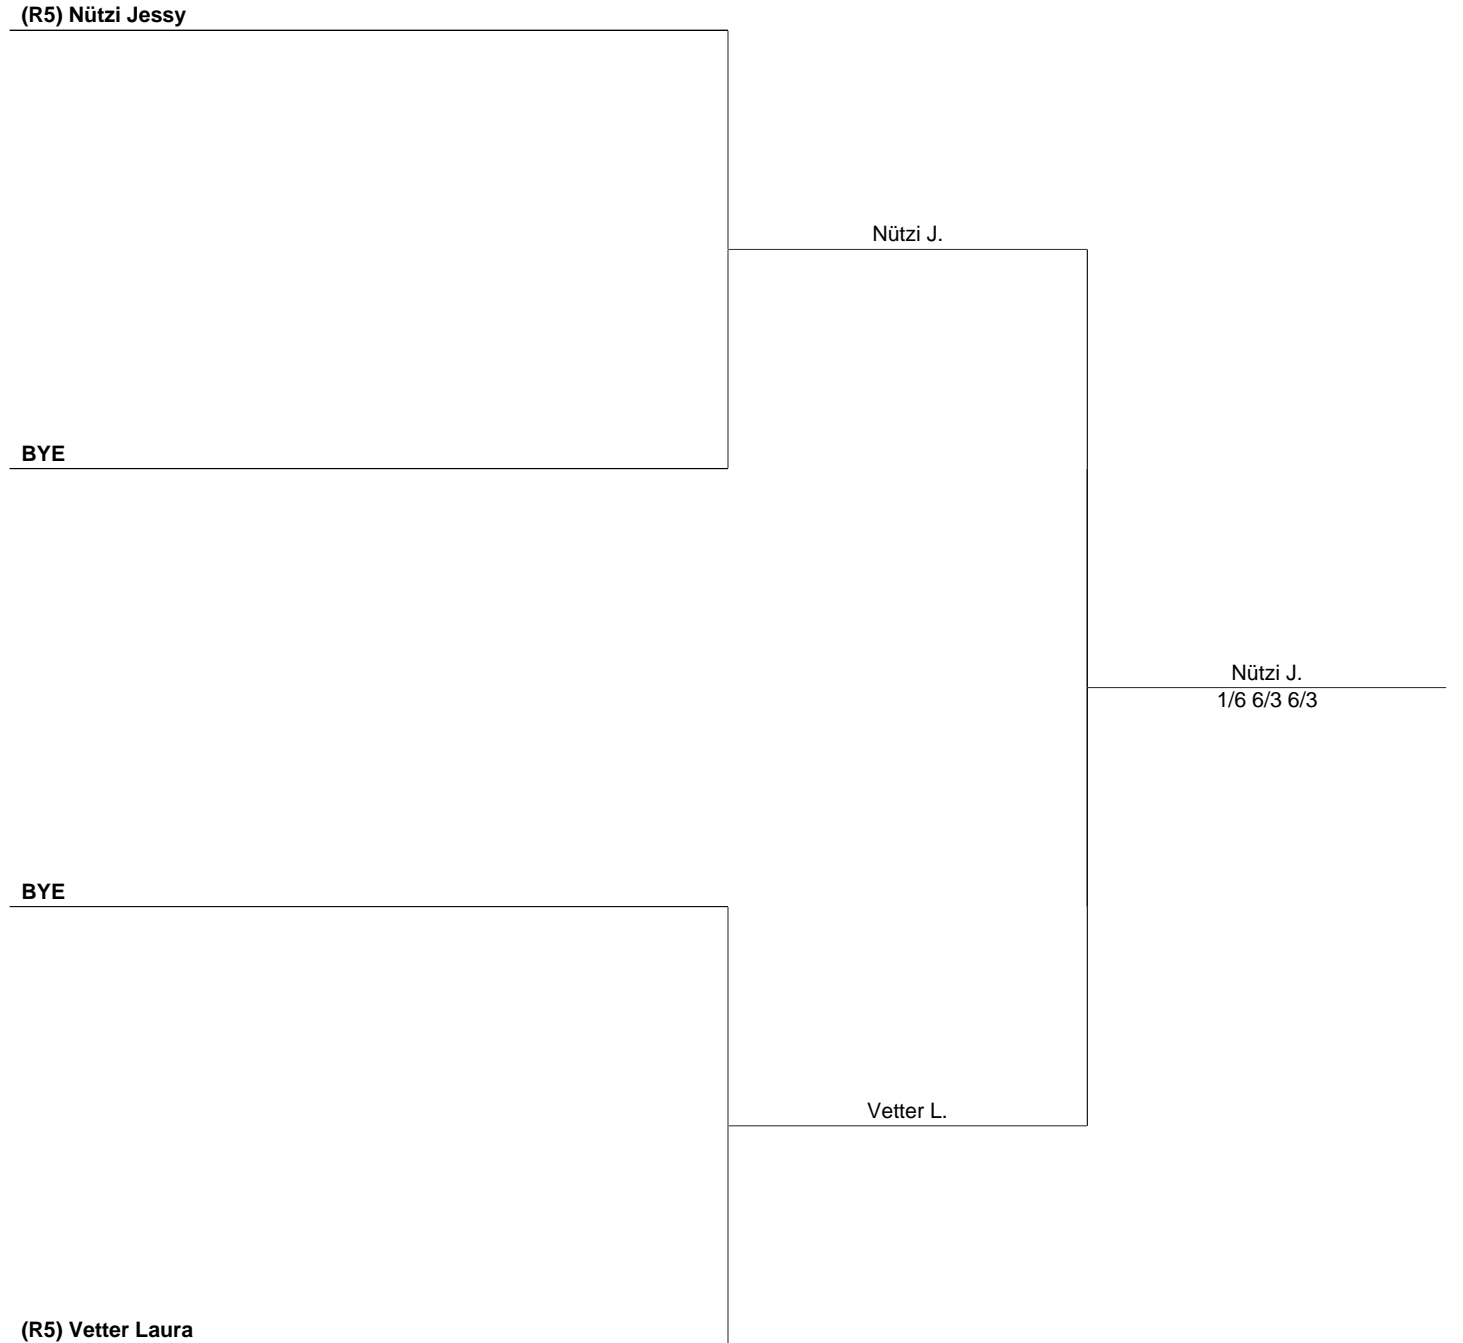 (R5) Nützi Jessy
Nützi J.
BYE
Nützi J.
1/6 6/3 6/3
BYE
Vetter L.
(R5) Vetter Laura